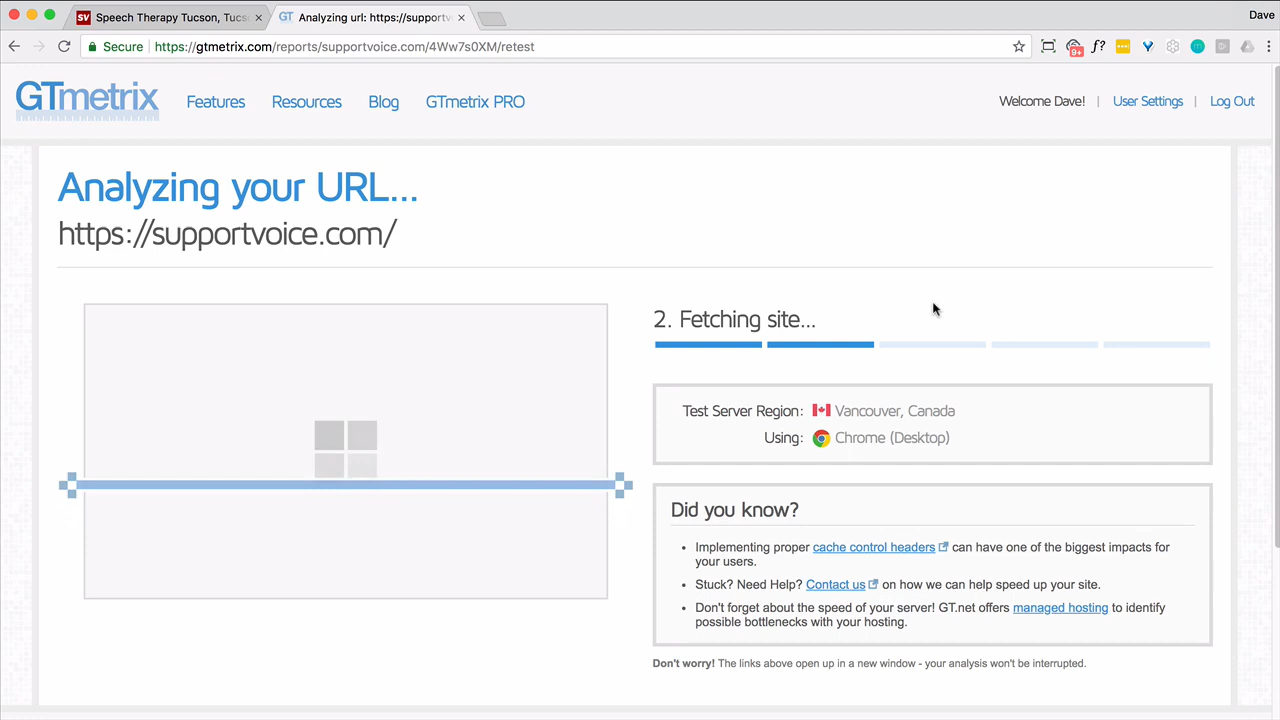 Speech Therapy Tucson, Tucs
GT Analyzing url: https://supportv
Dave
Secure https://gtmetrix.com/reports/supportvoice.com/4Ww7s0XM/retest
9+
f?
GTmetrix Features Resources Blog GTmetrix PRO Welcome Dave! | User Settings | Log Out
Analyzing your URL...
https://supportvoice.com/
2. Fetching site...
Test Server Region: Vancouver, Canada
Using: Chrome (Desktop)
Did you know?
• Implementing proper cache control headers can have one of the biggest impacts for
your users.
• Stuck? Need Help? Contact us on how we can help speed up your site.
• Don't forget about the speed of your server! GT.net offers managed hosting to identify
possible bottlenecks with your hosting.
Don't worry! The links above open up in a new window - your analysis won't be interrupted.